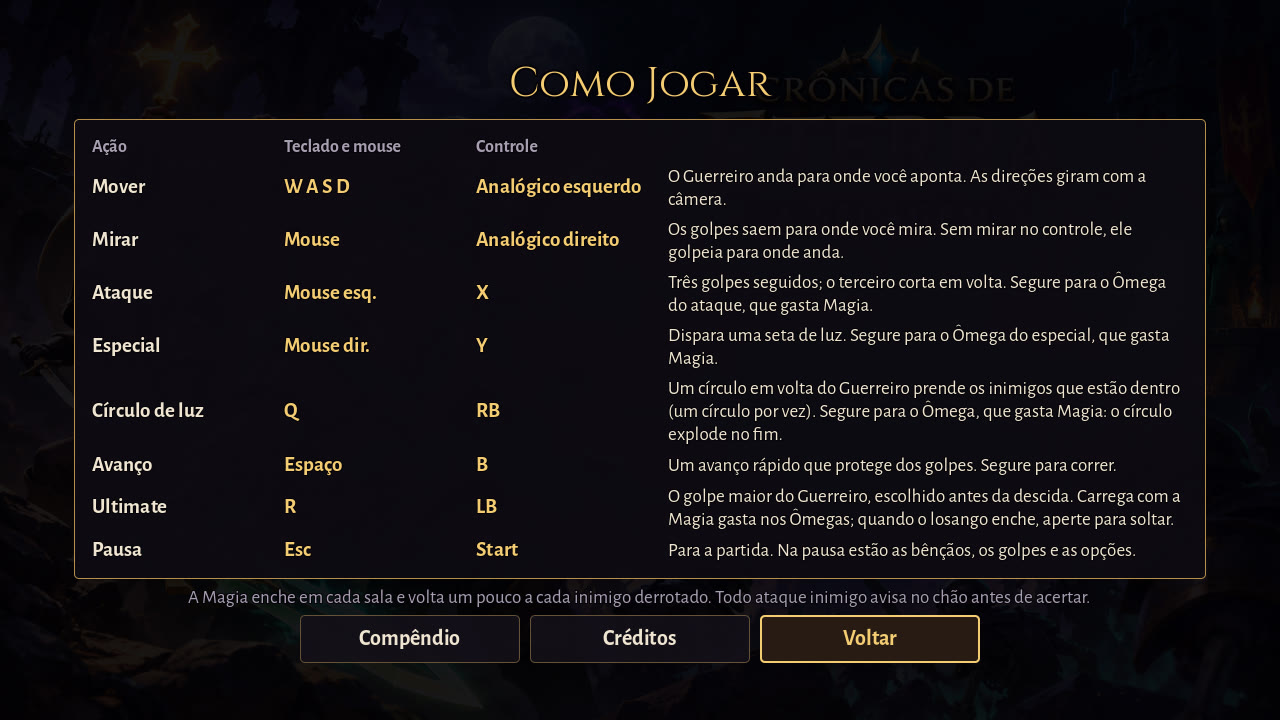 Como Jogar
CRÔNICAS DE
Ação Teclado e mouse Controle
Mover W A S D Analógico esquerdo O Guerreiro anda para onde você aponta. As direções giram com a
câmera.
Mirar Mouse Analógico direito Os golpes saem para onde você mira. Sem mirar no controle, ele
golpeia para onde anda.
Ataque Mouse esq. X Três golpes seguidos; o terceiro corta em volta. Segure para o Ômega
do ataque, que gasta Magia.
Especial Mouse dir. Y Dispara uma seta de luz. Segure para o Ômega do especial, que gasta
Magia.
Círculo de luz Q RB Um círculo em volta do Guerreiro prende os inimigos que estão dentro
(um círculo por vez). Segure para o Ômega, que gasta Magia: o círculo
explode no fim.
Avanço Espaço B Um avanço rápido que protege dos golpes. Segure para correr.
Ultimate R LB O golpe maior do Guerreiro, escolhido antes da descida. Carrega com a
Magia gasta nos Ômegas; quando o losango enche, aperte para soltar.
Pausa Esc Start Para a partida. Na pausa estão as bênçãos, os golpes e as opções.
A Magia enche em cada sala e volta um pouco a cada inimigo derrotado. Todo ataque inimigo avisa no chão antes de acertar.
Compêndio Créditos Voltar